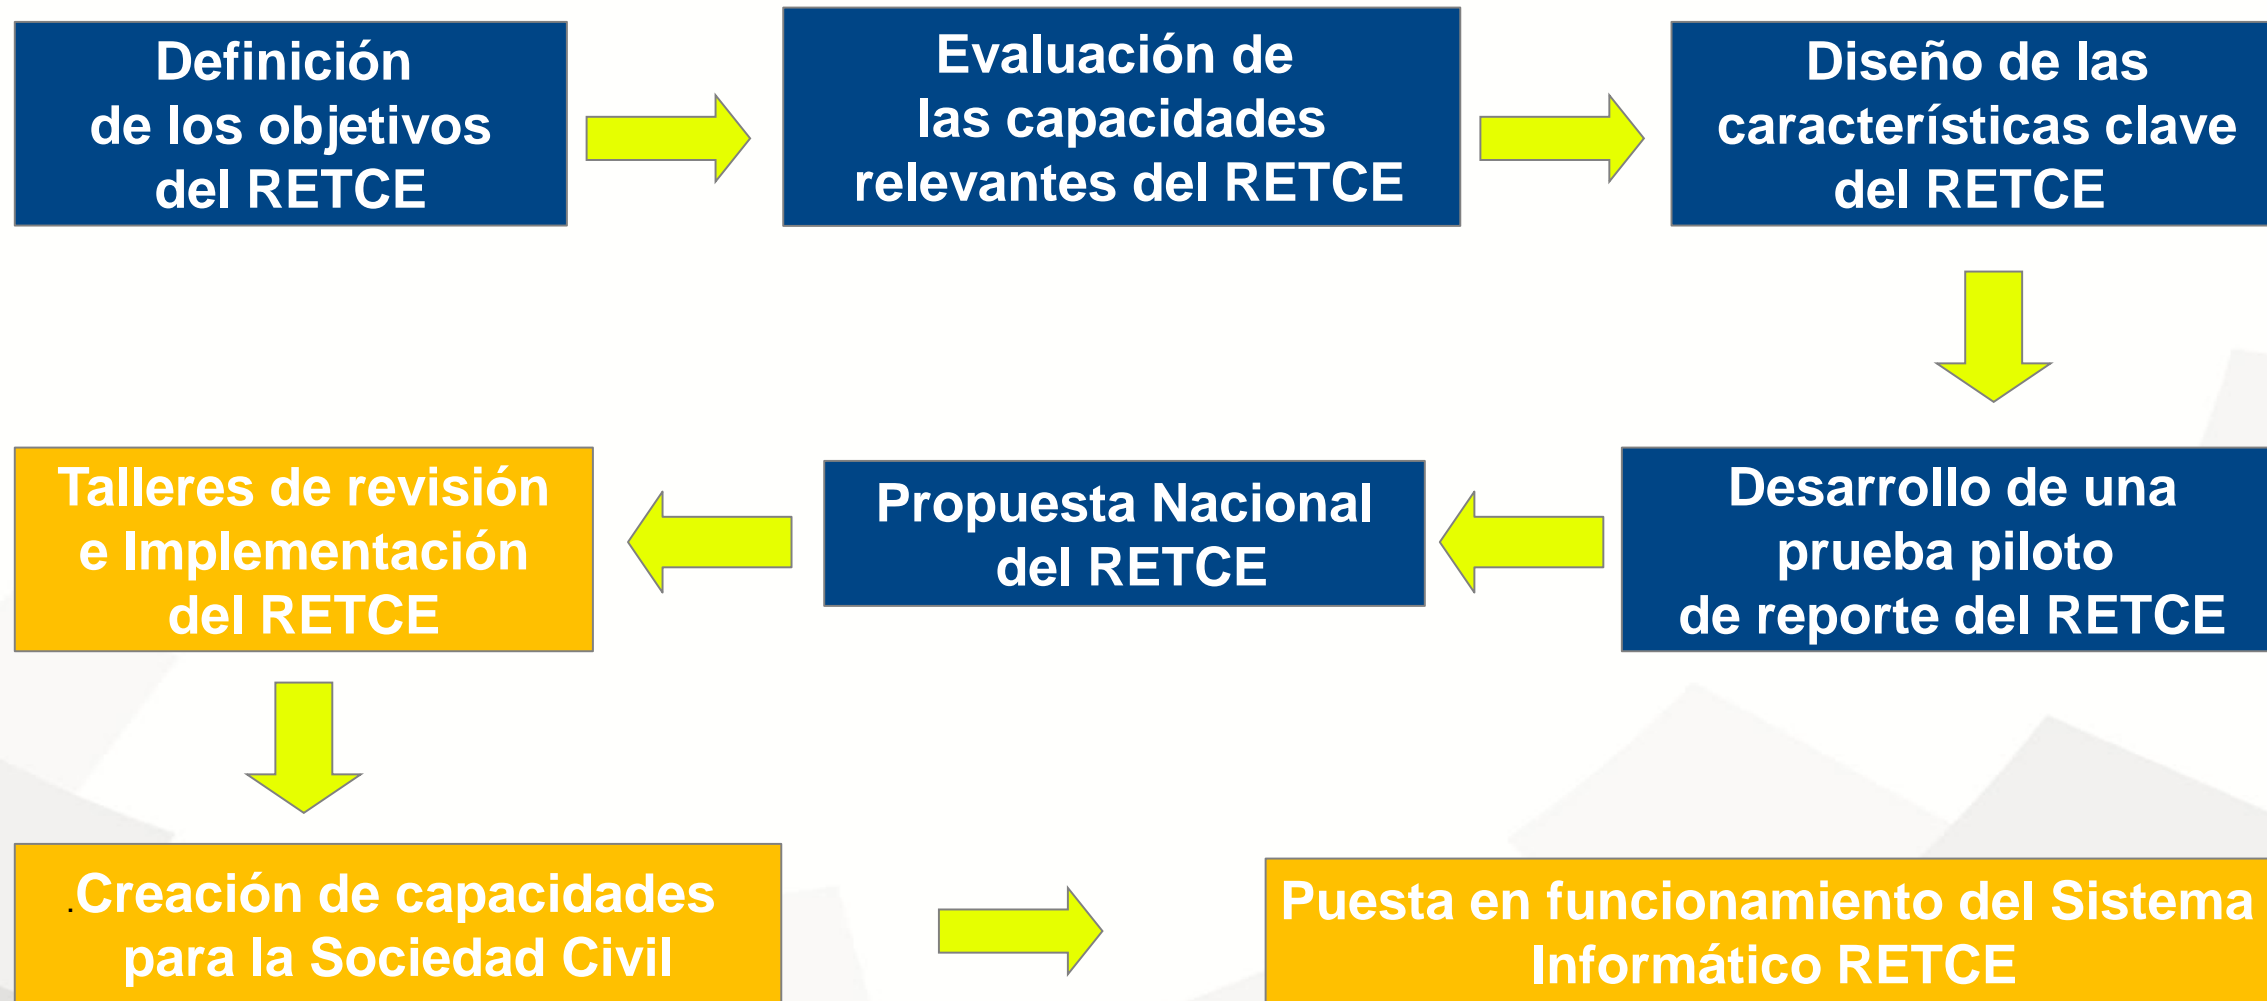 Definición
de los objetivos
del RETCE
Evaluación de
las capacidades
relevantes del RETCE
Diseño de las
características clave
del RETCE
Desarrollo de una
prueba piloto
de reporte del RETCE
Propuesta Nacional
del RETCE
Talleres de revisión
e Implementación
del RETCE
.Creación de capacidades
para la Sociedad Civil
Puesta en funcionamiento del Sistema
Informático RETCE